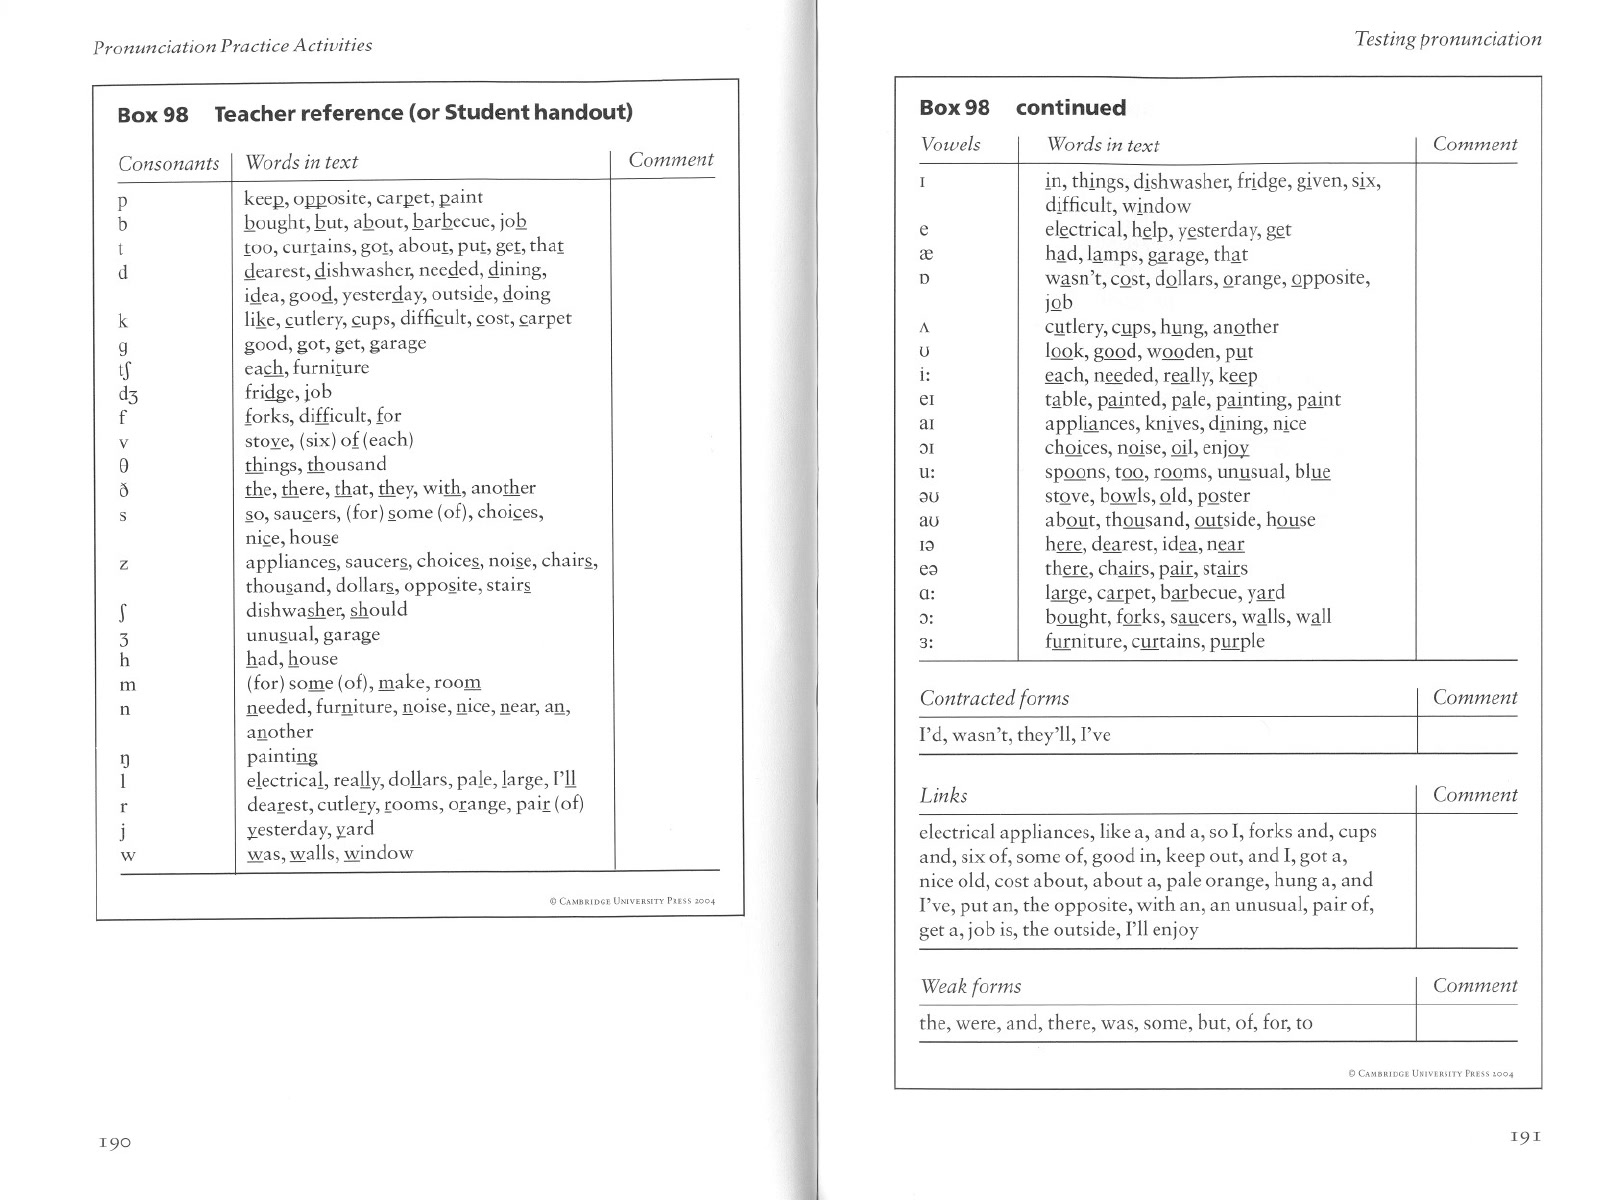 Pronunciation Practice Activities
Box 98 Teacher reference (or Student handout)
Consonants Words in text Comment
p keep, opposite, carpet, paint
b bought, but, about, barbecue, job
t too, curtains, got, about, put, get, that
d dearest, dishwasher, needed, dining,
idea, good, yesterday, outside, doing
k like, cutlery, cups, difficult, cost, carpet
g good, got, get, garage
tʃ each, furniture
dʒ fridge, job
f forks, difficult, for
v stove, (six) of (each)
θ things, thousand
ð the, there, that, they, with, another
s so, saucers, (for) some (of), choices,
nice, house
z appliances, saucers, choices, noise, chairs,
thousand, dollars, opposite, stairs
ʃ dishwasher, should
ʒ unusual, garage
h had, house
m (for) some (of), make, room
n needed, furniture, noise, nice, near, an,
another
ŋ painting
l electrical, really, dollars, pale, large, I'll
r dearest, cutlery, rooms, orange, pair (of)
j yesterday, yard
w was, walls, window
© Cambridge University Press 2004
190
Testing pronunciation
Box 98 continued
Vowels Words in text Comment
ɪ in, things, dishwasher, fridge, given, six,
difficult, window
e electrical, help, yesterday, get
æ had, lamps, garage, that
ɒ wasn't, cost, dollars, orange, opposite,
job
ʌ cutlery, cups, hung, another
ʊ look, good, wooden, put
i: each, needed, really, keep
eɪ table, painted, pale, painting, paint
aɪ appliances, knives, dining, nice
ɔɪ choices, noise, oil, enjoy
u: spoons, too, rooms, unusual, blue
əʊ stove, bowls, old, poster
aʊ about, thousand, outside, house
ɪə here, dearest, idea, near
eə there, chairs, pair, stairs
ɑ: large, carpet, barbecue, yard
ɔ: bought, forks, saucers, walls, wall
ɜ: furniture, curtains, purple
Contracted forms Comment
I'd, wasn't, they'll, I've
Links Comment
electrical appliances, like a, and a, so I, forks and, cups
and, six of, some of, good in, keep out, and I, got a,
nice old, cost about, about a, pale orange, hung a, and
I've, put an, the opposite, with an, an unusual, pair of,
get a, job is, the outside, I'll enjoy
Weak forms Comment
the, were, and, there, was, some, but, of, for, to
© Cambridge University Press 2004
191